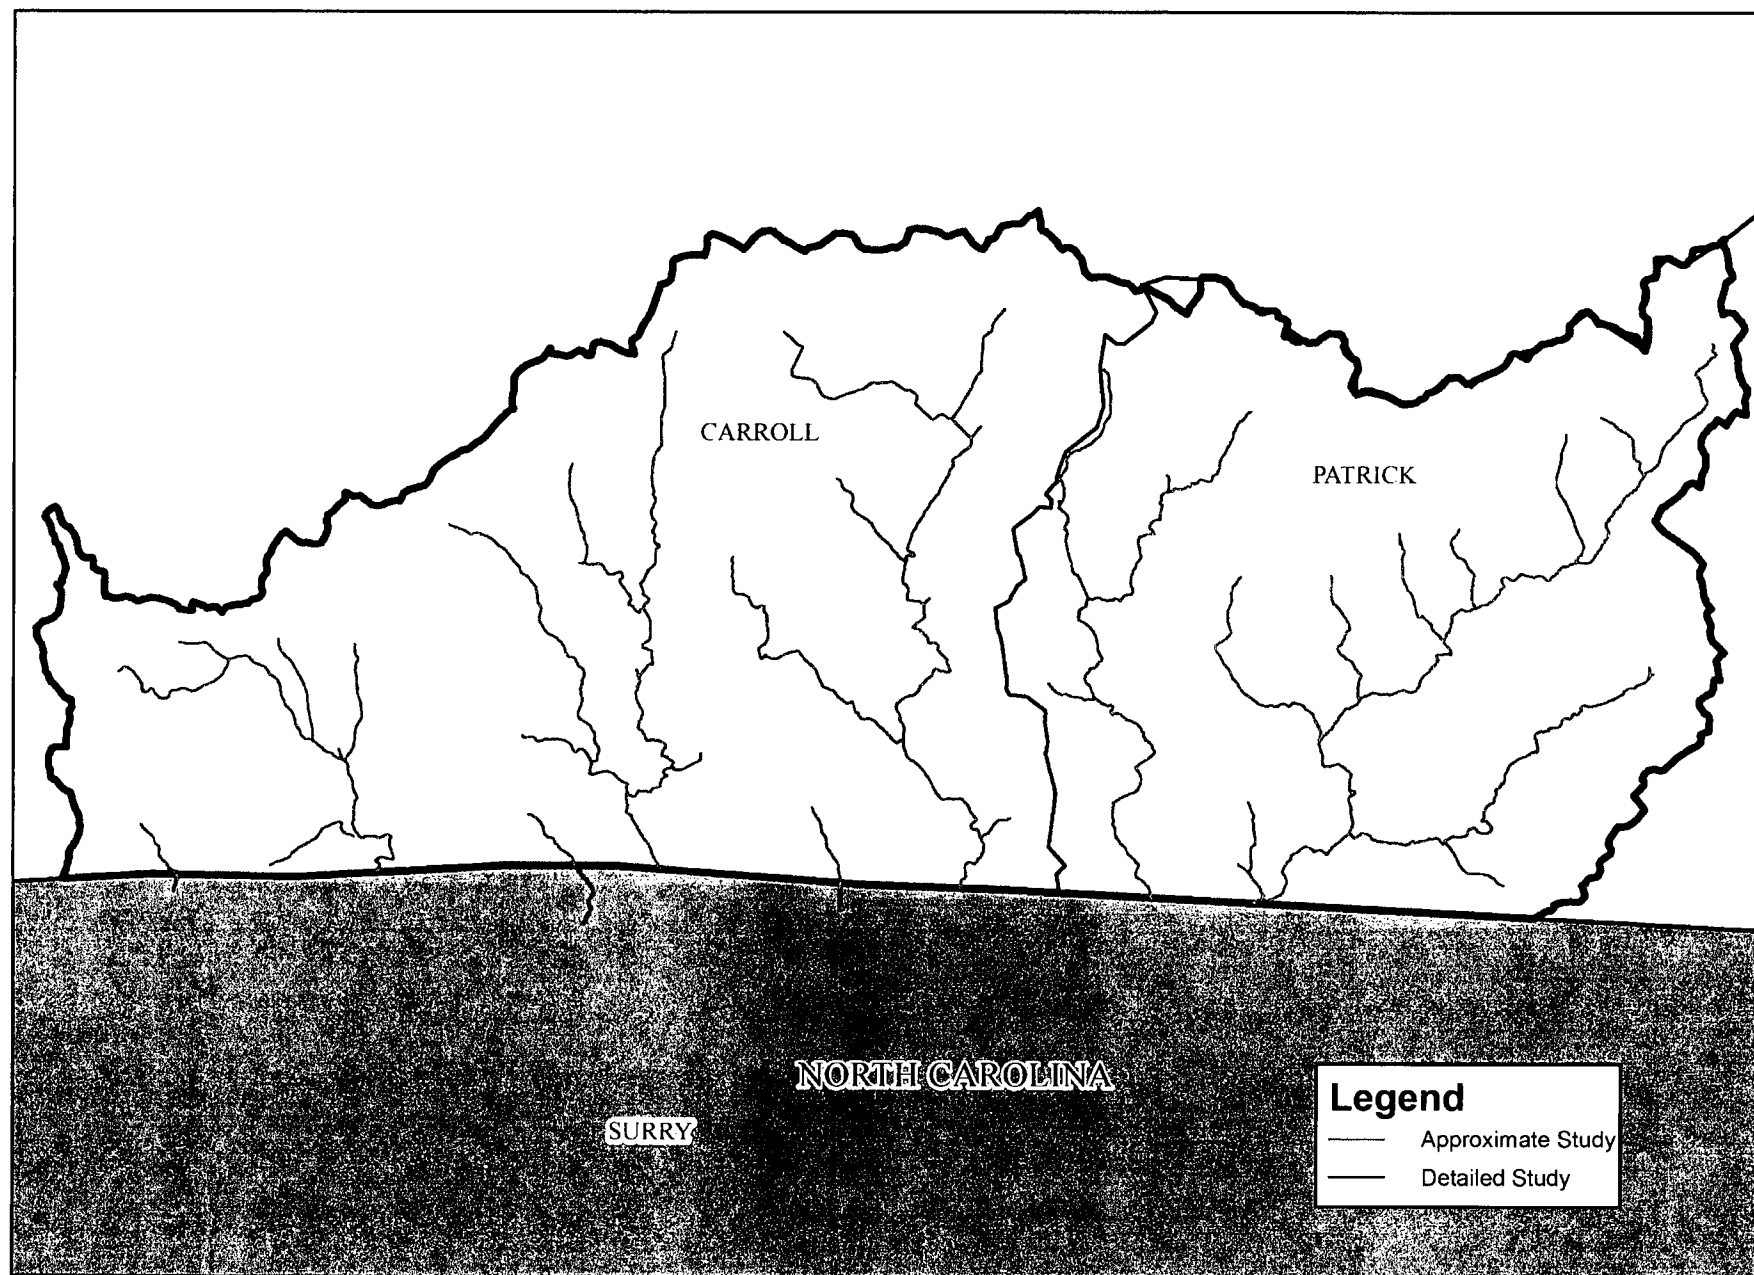 CARROLL
PATRICK
NORTH CAROLINA
SURRY
Legend
Approximate Study
Detailed Study